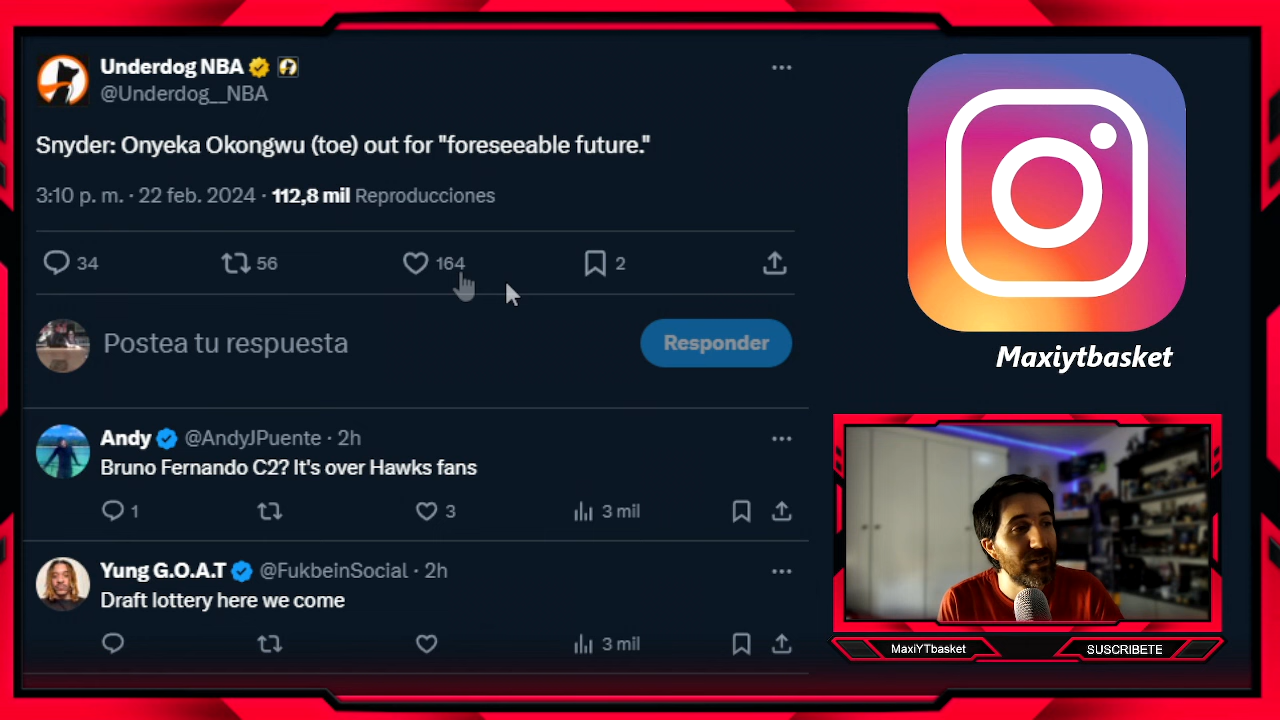 Underdog NBA
@Underdog__NBA
Snyder: Onyeka Okongwu (toe) out for "foreseeable future."
3:10 p. m. · 22 feb. 2024 · 112,8 mil Reproducciones
34 56 164 2
Postea tu respuesta
Responder
Andy @AndyJPuente · 2h
Bruno Fernando C2? It's over Hawks fans
1 3 3 mil
Yung G.O.A.T @FukbeinSocial · 2h
Draft lottery here we come
3 mil
Maxiytbasket
MaxiYTbasket
SUSCRIBETE